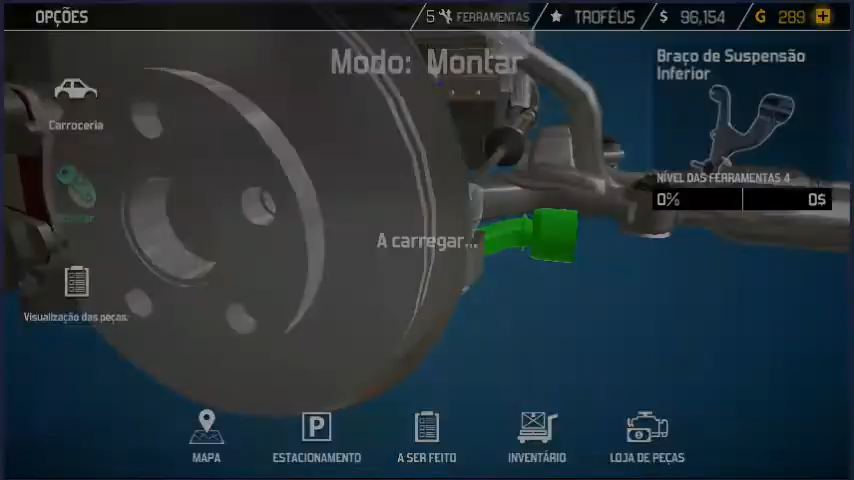 OPÇÕES
5 FERRAMENTAS
TROFÉUS
$ 96,154
G 289
Modo: Montar
Braço de Suspensão
Inferior
Carroceria
NÍVEL DAS FERRAMENTAS 4
0%
0$
A carregar...
Visualização das peças.
MAPA
P
ESTACIONAMENTO
A SER FEITO
INVENTÁRIO
LOJA DE PEÇAS